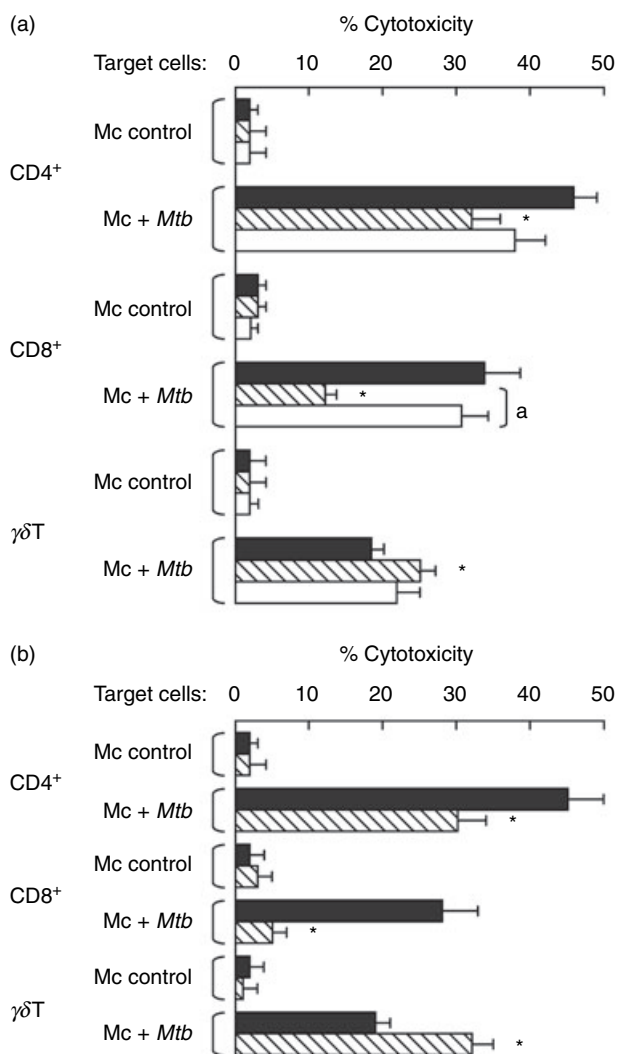 (a)
% Cytotoxicity
Target cells: 0 10 20 30 40 50
Mc control
CD4+
Mc + Mtb *
Mc control
CD8+
Mc + Mtb * a
Mc control
γδT
Mc + Mtb *
(b)
% Cytotoxicity
Target cells: 0 10 20 30 40 50
Mc control
CD4+
Mc + Mtb *
Mc control
CD8+
Mc + Mtb *
Mc control
γδT
Mc + Mtb *